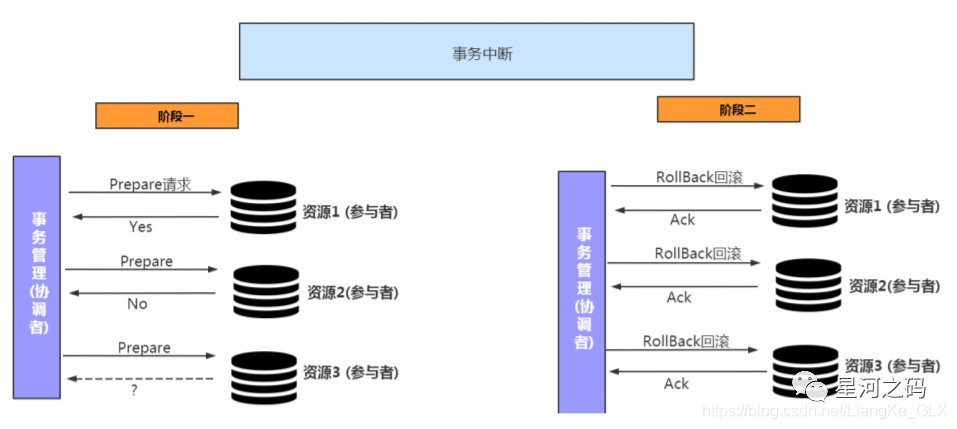 事务中断
阶段一
阶段二
事务管理(协调者)
Prepare请求
Yes
资源1 (参与者)
Prepare
No
资源2(参与者)
Prepare
?
资源3 (参与者)
事务管理(协调者)
RollBack回滚
Ack
资源1 (参与者)
RollBack回滚
Ack
资源2(参与者)
RollBack回滚
Ack
资源3 (参与者)
星河之码
https://blog.csdn.net/LiangKe_GLX